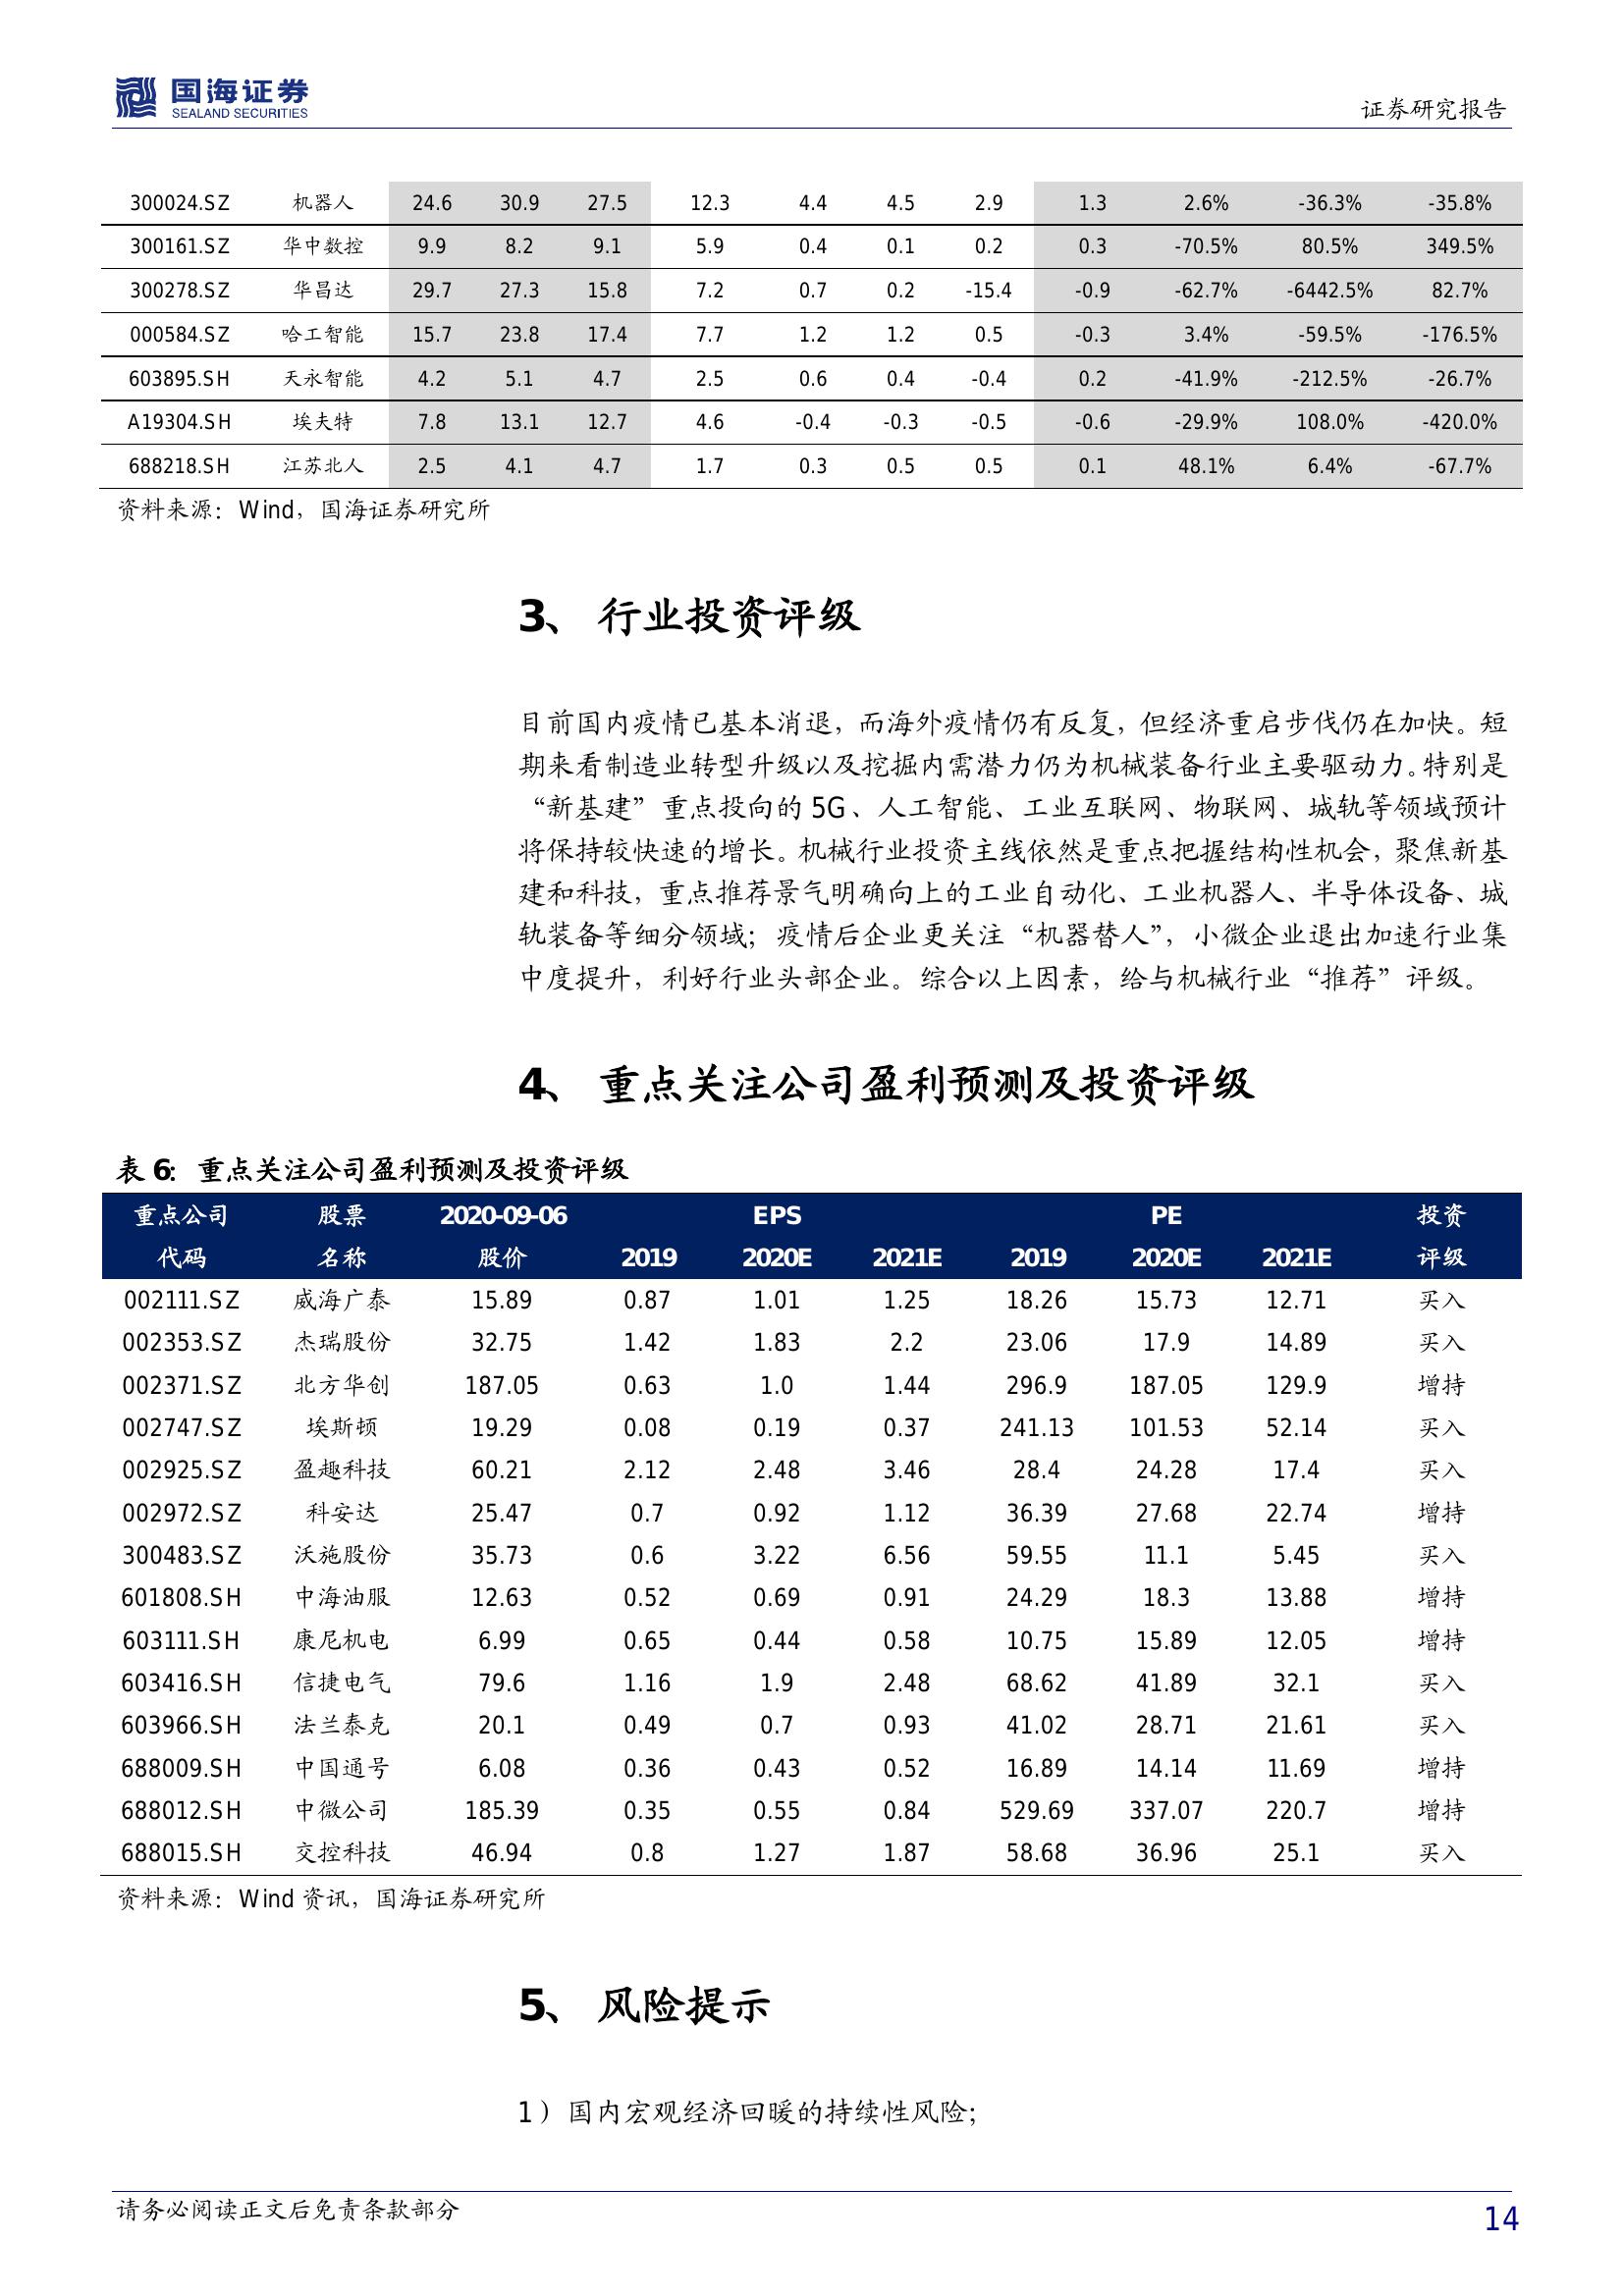 国海证券
SEALAND SECURITIES
证券研究报告
300024.SZ 机器人 24.6 30.9 27.5 12.3 4.4 4.5 2.9 1.3 2.6% -36.3% -35.8%
300161.SZ 华中数控 9.9 8.2 9.1 5.9 0.4 0.1 0.2 0.3 -70.5% 80.5% 349.5%
300278.SZ 华昌达 29.7 27.3 15.8 7.2 0.7 0.2 -15.4 -0.9 -62.7% -6442.5% 82.7%
000584.SZ 哈工智能 15.7 23.8 17.4 7.7 1.2 1.2 0.5 -0.3 3.4% -59.5% -176.5%
603895.SH 天永智能 4.2 5.1 4.7 2.5 0.6 0.4 -0.4 0.2 -41.9% -212.5% -26.7%
A19304.SH 埃夫特 7.8 13.1 12.7 4.6 -0.4 -0.3 -0.5 -0.6 -29.9% 108.0% -420.0%
688218.SH 江苏北人 2.5 4.1 4.7 1.7 0.3 0.5 0.5 0.1 48.1% 6.4% -67.7%
资料来源：Wind，国海证券研究所
3、 行业投资评级
目前国内疫情已基本消退，而海外疫情仍有反复，但经济重启步伐仍在加快。短
期来看制造业转型升级以及挖掘内需潜力仍为机械装备行业主要驱动力。特别是
“新基建”重点投向的 5G、人工智能、工业互联网、物联网、城轨等领域预计
将保持较快速的增长。机械行业投资主线依然是重点把握结构性机会，聚焦新基
建和科技，重点推荐景气明确向上的工业自动化、工业机器人、半导体设备、城
轨装备等细分领域；疫情后企业更关注“机器替人”，小微企业退出加速行业集
中度提升，利好行业头部企业。综合以上因素，给与机械行业“推荐”评级。
4、 重点关注公司盈利预测及投资评级
表 6：重点关注公司盈利预测及投资评级
重点公司 股票 2020-09-06 EPS PE 投资
代码 名称 股价 2019 2020E 2021E 2019 2020E 2021E 评级
002111.SZ 威海广泰 15.89 0.87 1.01 1.25 18.26 15.73 12.71 买入
002353.SZ 杰瑞股份 32.75 1.42 1.83 2.2 23.06 17.9 14.89 买入
002371.SZ 北方华创 187.05 0.63 1.0 1.44 296.9 187.05 129.9 增持
002747.SZ 埃斯顿 19.29 0.08 0.19 0.37 241.13 101.53 52.14 买入
002925.SZ 盈趣科技 60.21 2.12 2.48 3.46 28.4 24.28 17.4 买入
002972.SZ 科安达 25.47 0.7 0.92 1.12 36.39 27.68 22.74 增持
300483.SZ 沃施股份 35.73 0.6 3.22 6.56 59.55 11.1 5.45 买入
601808.SH 中海油服 12.63 0.52 0.69 0.91 24.29 18.3 13.88 增持
603111.SH 康尼机电 6.99 0.65 0.44 0.58 10.75 15.89 12.05 增持
603416.SH 信捷电气 79.6 1.16 1.9 2.48 68.62 41.89 32.1 买入
603966.SH 法兰泰克 20.1 0.49 0.7 0.93 41.02 28.71 21.61 买入
688009.SH 中国通号 6.08 0.36 0.43 0.52 16.89 14.14 11.69 增持
688012.SH 中微公司 185.39 0.35 0.55 0.84 529.69 337.07 220.7 增持
688015.SH 交控科技 46.94 0.8 1.27 1.87 58.68 36.96 25.1 买入
资料来源：Wind 资讯，国海证券研究所
5、 风险提示
1）国内宏观经济回暖的持续性风险；
请务必阅读正文后免责条款部分
14